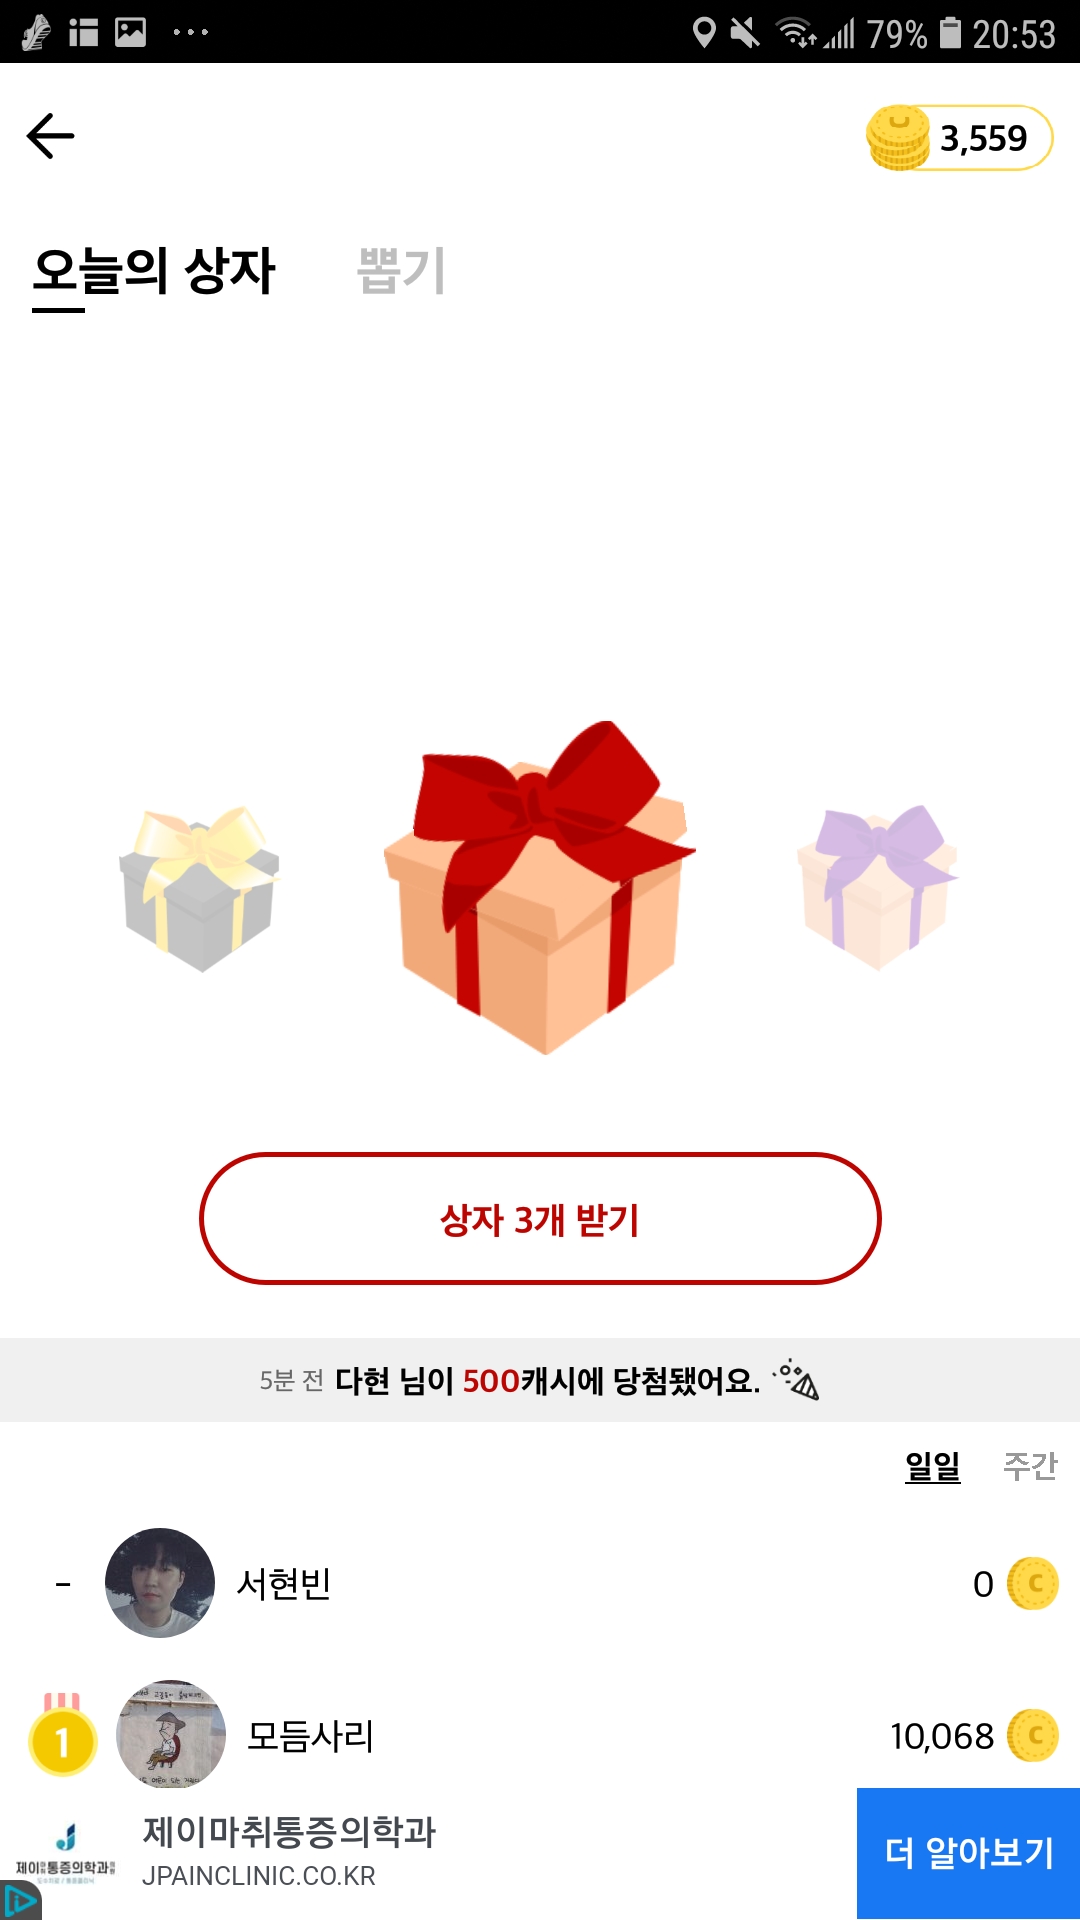 79% 20:53
3,559
오늘의 상자 뽑기
상자 3개 받기
5분 전 다현 님이 500캐시에 당첨됐어요.
일일 주간
- 서현빈 0 C
1 모듬사리 10,068 C
제이마취통증의학과
JPAINCLINIC.CO.KR
더 알아보기